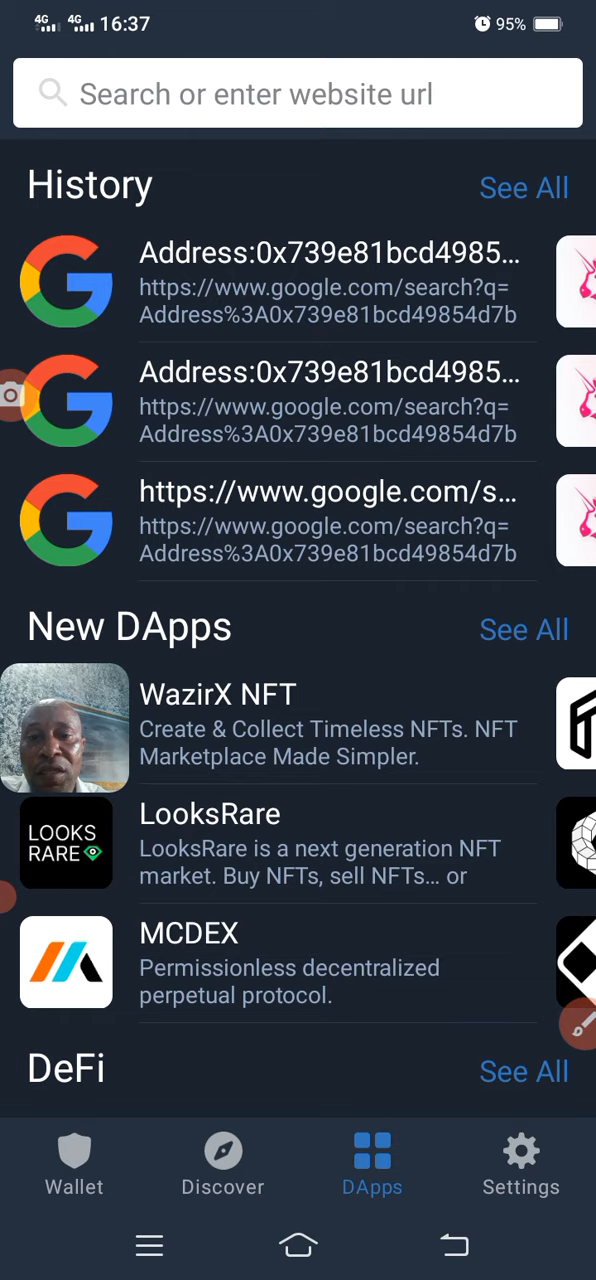 4G 4G 16:37 95%
Search or enter website url
History See All
Address:0x739e81bcd4985...
https://www.google.com/search?q=
Address%3A0x739e81bcd49854d7b
Address:0x739e81bcd4985...
https://www.google.com/search?q=
Address%3A0x739e81bcd49854d7b
https://www.google.com/s...
https://www.google.com/search?q=
Address%3A0x739e81bcd49854d7b
New DApps See All
WazirX NFT
Create & Collect Timeless NFTs. NFT
Marketplace Made Simpler.
LOOKS
RARE
LooksRare
LooksRare is a next generation NFT
market. Buy NFTs, sell NFTs... or
MCDEX
Permissionless decentralized
perpetual protocol.
DeFi See All
Wallet Discover DApps Settings